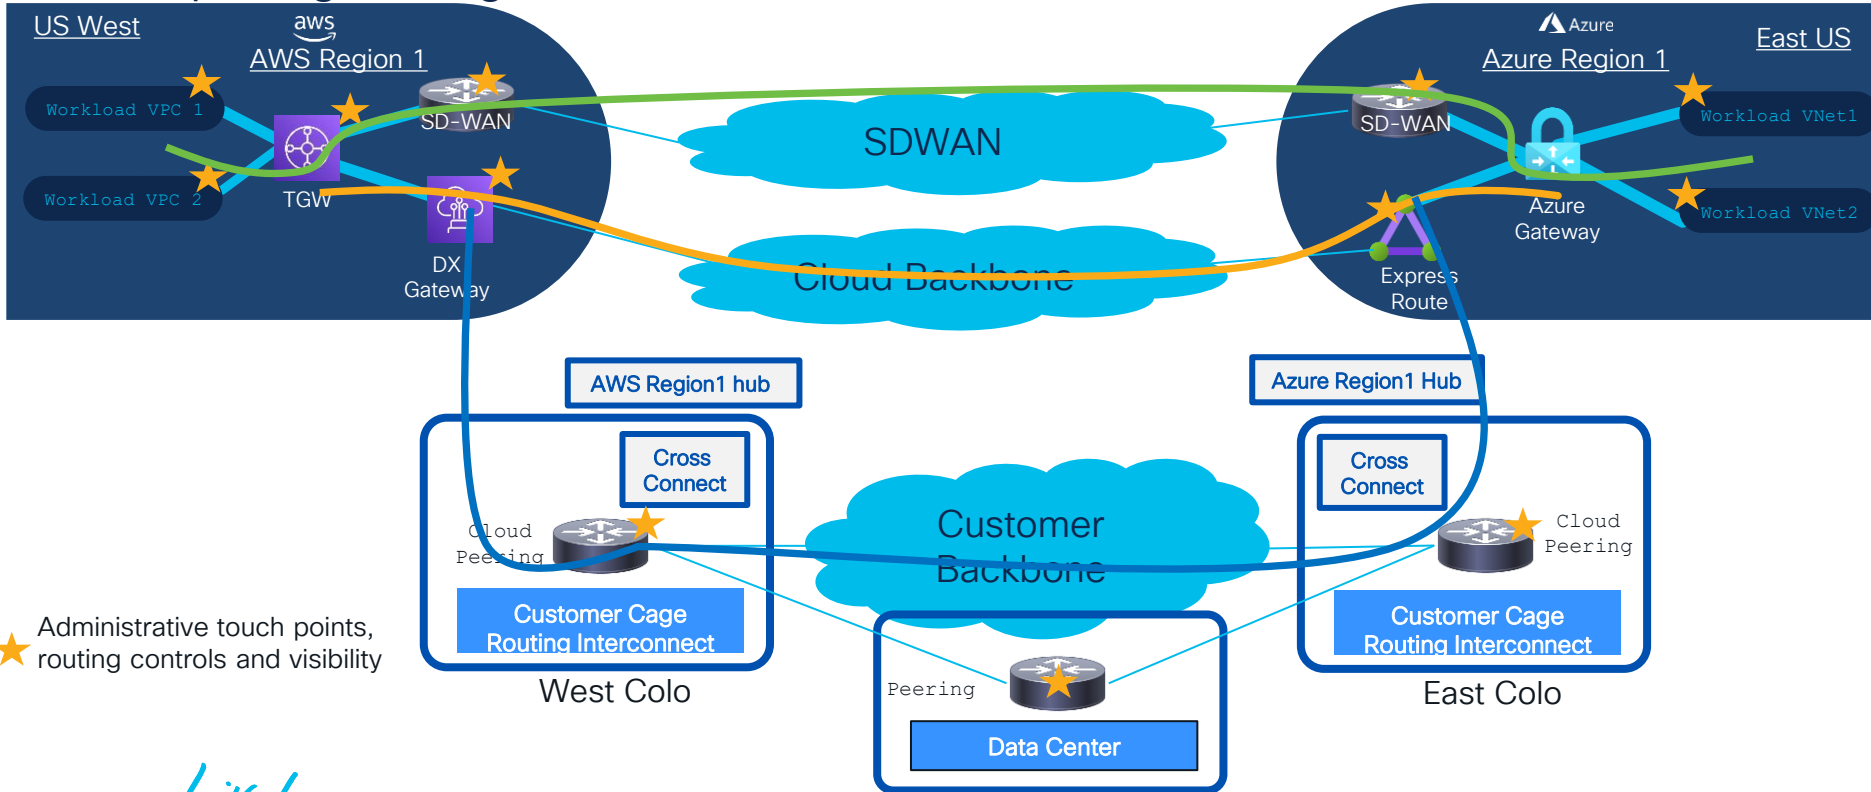 US West
aws
AWS Region 1
Workload VPC 1
Workload VPC 2
TGW
SD-WAN
DX
Gateway
SDWAN
Cloud Backbone
Azure
Azure Region 1
East US
SD-WAN
Workload VNet1
Workload VNet2
Azure
Gateway
Express
Route
AWS Region1 hub
Azure Region1 Hub
Cross
Connect
Cloud
Peering
Customer Cage
Routing Interconnect
West Colo
Customer
Backbone
Cross
Connect
Cloud
Peering
Customer Cage
Routing Interconnect
East Colo
Peering
Data Center
Administrative touch points,
routing controls and visibility